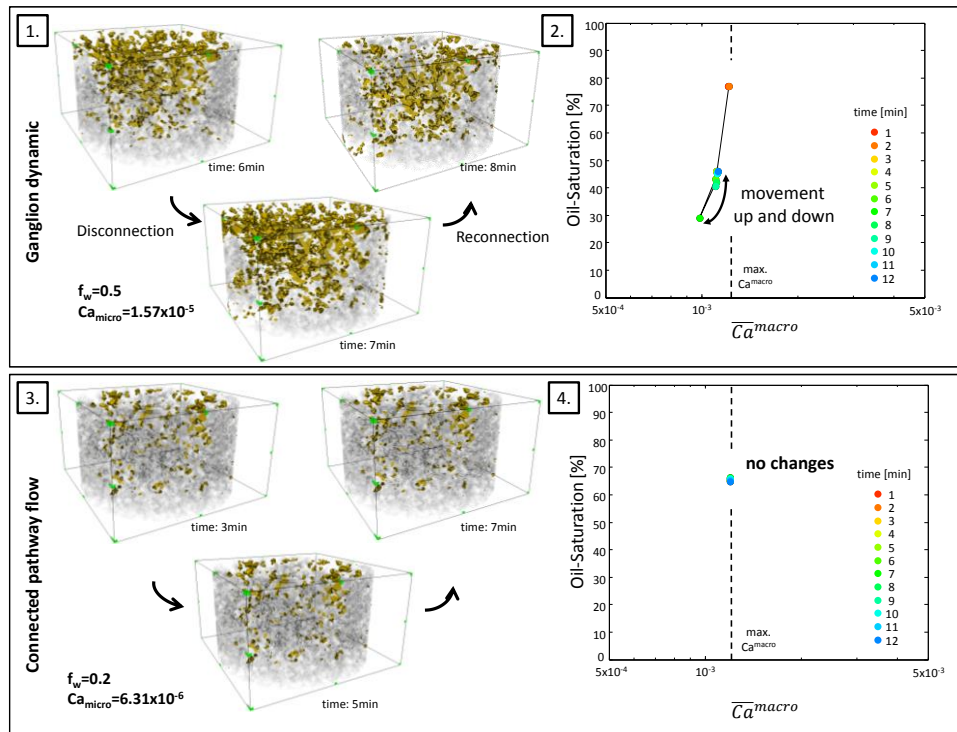 1.
Ganglion dynamic
time: 6min
time: 8min
Disconnection
Reconnection
f_w=0.5
Ca_micro=1.57x10^-5
time: 7min
2.
Oil-Saturation [%]
100
90
80
70
60
50
40
30
20
10
0
time [min]
1
2
3
4
5
6
7
8
9
10
11
12
movement
up and down
max.
Ca^macro
5x10^-4
10^-3
5x10^-3
C̅a̅^macro
3.
Connected pathway flow
time: 3min
time: 7min
f_w=0.2
Ca_micro=6.31x10^-6
time: 5min
4.
Oil-Saturation [%]
100
90
80
70
60
50
40
30
20
10
0
no changes
time [min]
1
2
3
4
5
6
7
8
9
10
11
12
max.
Ca^macro
5x10^-4
10^-3
5x10^-3
C̅a̅^macro